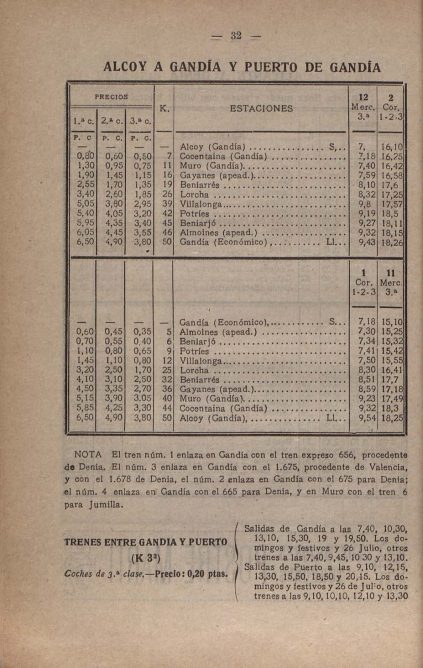 — 32 —
ALCOY A GANDÍA Y PUERTO DE GANDÍA
PRECIOS K. ESTACIONES 12 2
Merc. Cor.
1.ª c. 2.ª c. 3.ª c. 3.ª 1-2-3
P. C P. C. P. C.
— — — — Alcoy (Gandía) ................ S... 7, 16,10
0,80 0,60 0,50 7 Cocentaina (Gandía) ................ 7,18 16,25
1,30 0,95 0,75 11 Muro (Gandía)................ 7,40 16,42
1,90 1,45 1,15 16 Gayanes (apead.)................ 7,59 16,58
2,55 1,70 1,35 19 Beniarrés ................ 8,10 17,6
3,40 2,60 1,85 26 Lorcha ................ 8,32 17,25
5,05 3,80 2,95 39 Villalonga................ 9,8 17,57
5,40 4,05 3,20 42 Potríes ................ 9,19 18,5
5,95 4,35 3,40 45 Beniarjó ................ 9,27 18,11
6,05 4,45 3,55 46 Almoines (apead.) ................ 9,32 18,15
6,50 4,90 3,80 50 Gandía (Económico) ,......... Ll... 9,43 18,26
1 11
Cor. Merc.
1-2-3 3.ª
— — — — Gandía (Económico),........... S... 7,18 15,10
0,60 0,45 0,35 5 Almoines (apead.) ................ 7,30 15,25
0,70 0,55 0,40 6 Beniarjó ................ 7,34 15,32
1,10 0,80 0,65 9 Potríes ................ 7,41 15,42
1,45 1,10 0,80 12 Villalonga................ 7,50 15,55
3,20 2,50 1,70 25 Lorcha ................ 8,30 16,41
4,10 3,10 2,50 32 Beniarrés ................ 8,51 17,7
4,50 3,35 2,70 36 Gayanes (apead.)................ 8,59 17,18
5,15 3,90 3,05 40 Muro (Gandía)................ 9,23 17,49
5,85 4,25 3,30 44 Cocentaina (Gandía) ................ 9,32 18,3
6,50 4,90 3,80 50 Alcoy (Gandía),............... Ll... 9,54 18,25
NOTA El tren núm. 1 enlaza en Gandía con el tren expreso 656, procedente
de Denia. El núm. 3 enlaza en Gandía con el 1.675, procedente de Valencia,
y con el 1.678 de Denia, el núm. 2 enlaza en Gandía con el 675 para Denia;
el núm. 4 enlaza en Gandía con el 665 para Denia, y en Muro con el tren 6
para Jumilla.
TRENES ENTRE GANDIA Y PUERTO
(K 3ª)
Coches de 3.ª clase.—Precio: 0,20 ptas.
Salidas de Gandía a las 7,40, 10,30,
13,10, 15,30, 19 y 19,50. Los do-
mingos y festivos y 26 Julio, otros
trenes a las 7,40, 9,45, 10 30 y 13,10.
Salidas de Puerto a las 9,10, 12,15,
13,30, 15,50, 18,50 y 20,15. Los do-
mingos y festivos y 26 de Julio, otros
trenes a las 9,10, 10,10, 12,10 y 13,30